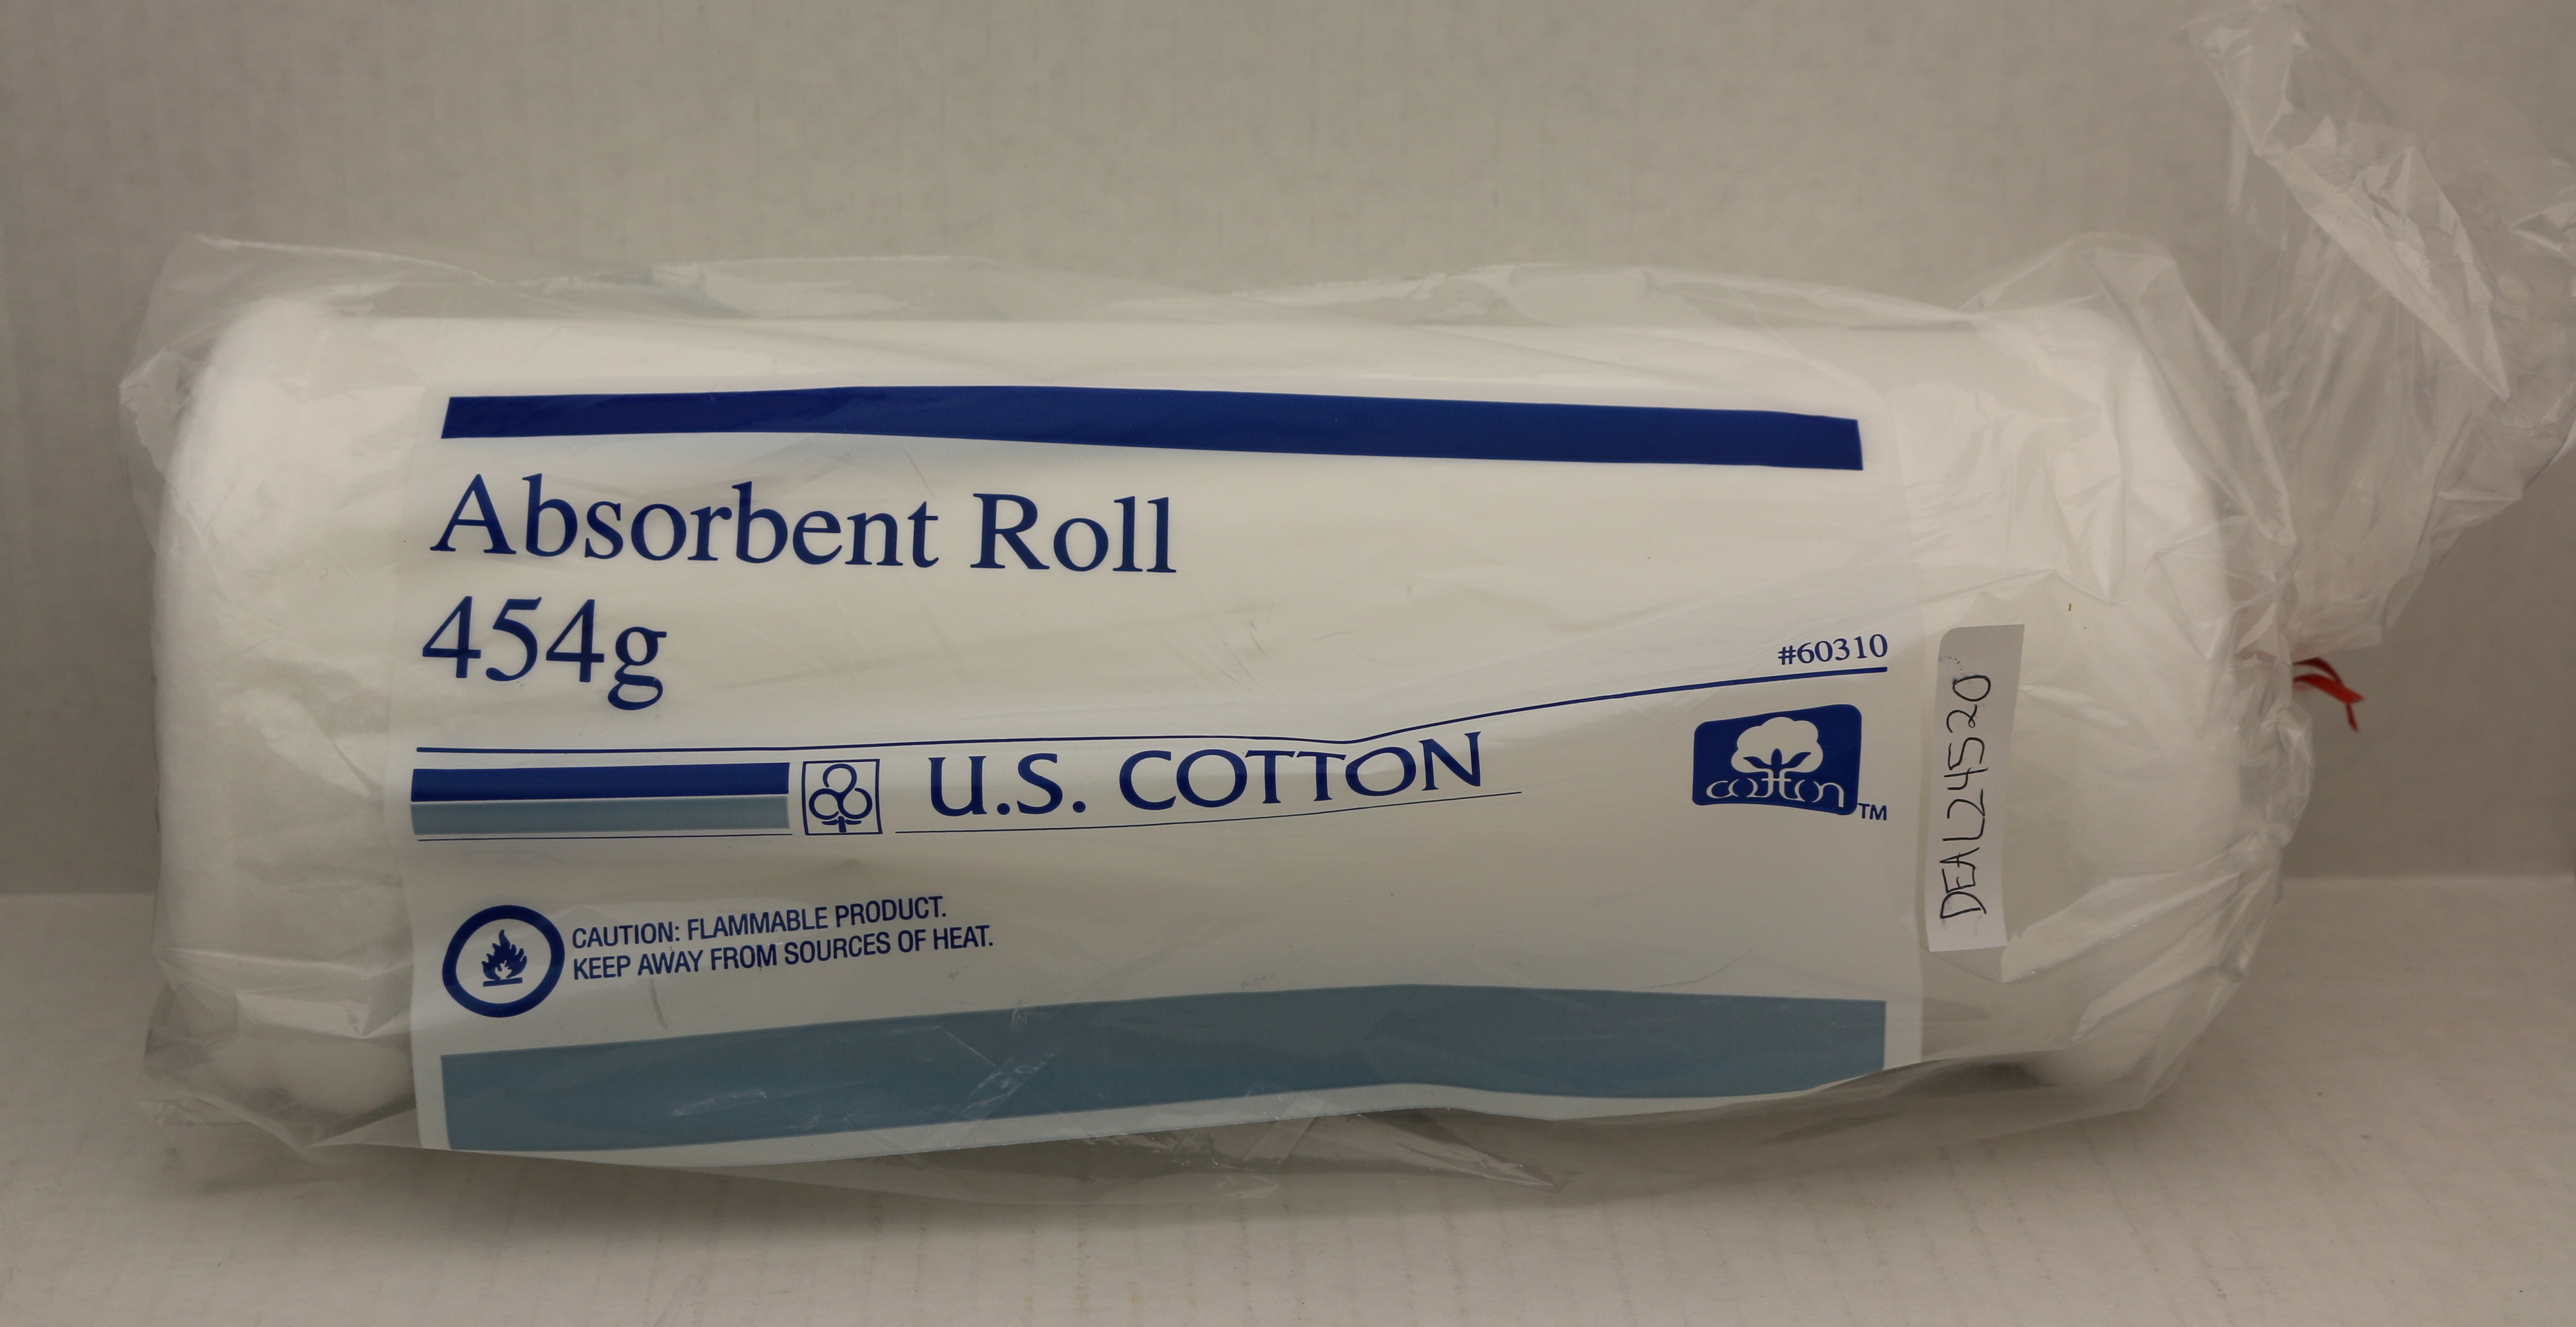 Absorbent Roll
454g
#60310
U.S. COTTON
cotton
TM
CAUTION: FLAMMABLE PRODUCT.
KEEP AWAY FROM SOURCES OF HEAT.
DEAL24520